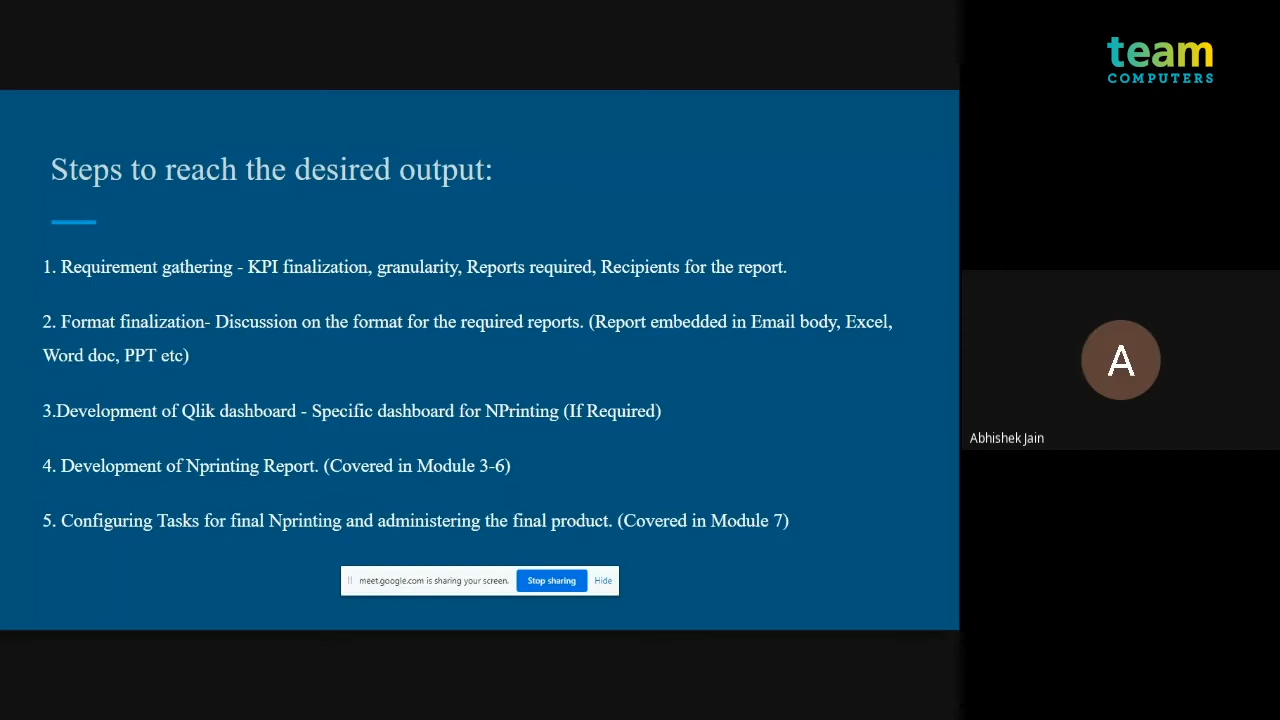 team
COMPUTERS
Steps to reach the desired output:
1. Requirement gathering - KPI finalization, granularity, Reports required, Recipients for the report.
2. Format finalization- Discussion on the format for the required reports. (Report embedded in Email body, Excel,
Word doc, PPT etc)
3.Development of Qlik dashboard - Specific dashboard for NPrinting (If Required)
4. Development of Nprinting Report. (Covered in Module 3-6)
5. Configuring Tasks for final Nprinting and administering the final product. (Covered in Module 7)
meet.google.com is sharing your screen. Stop sharing Hide
A
Abhishek Jain